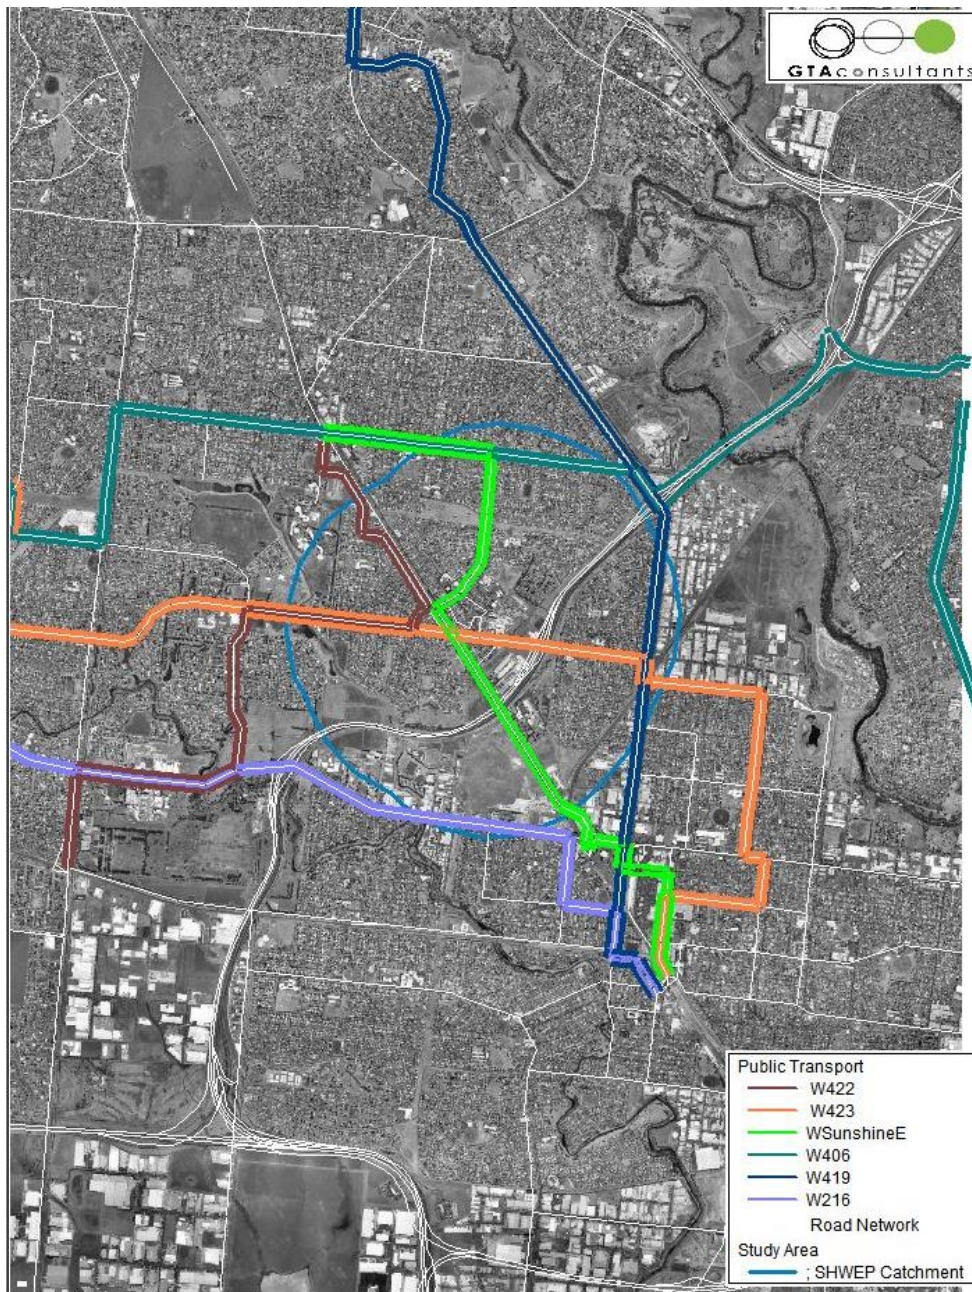 GTAconsultants
Public Transport
W422
W423
WSunshineE
W406
W419
W216
Road Network
Study Area
; SHWEP Catchment